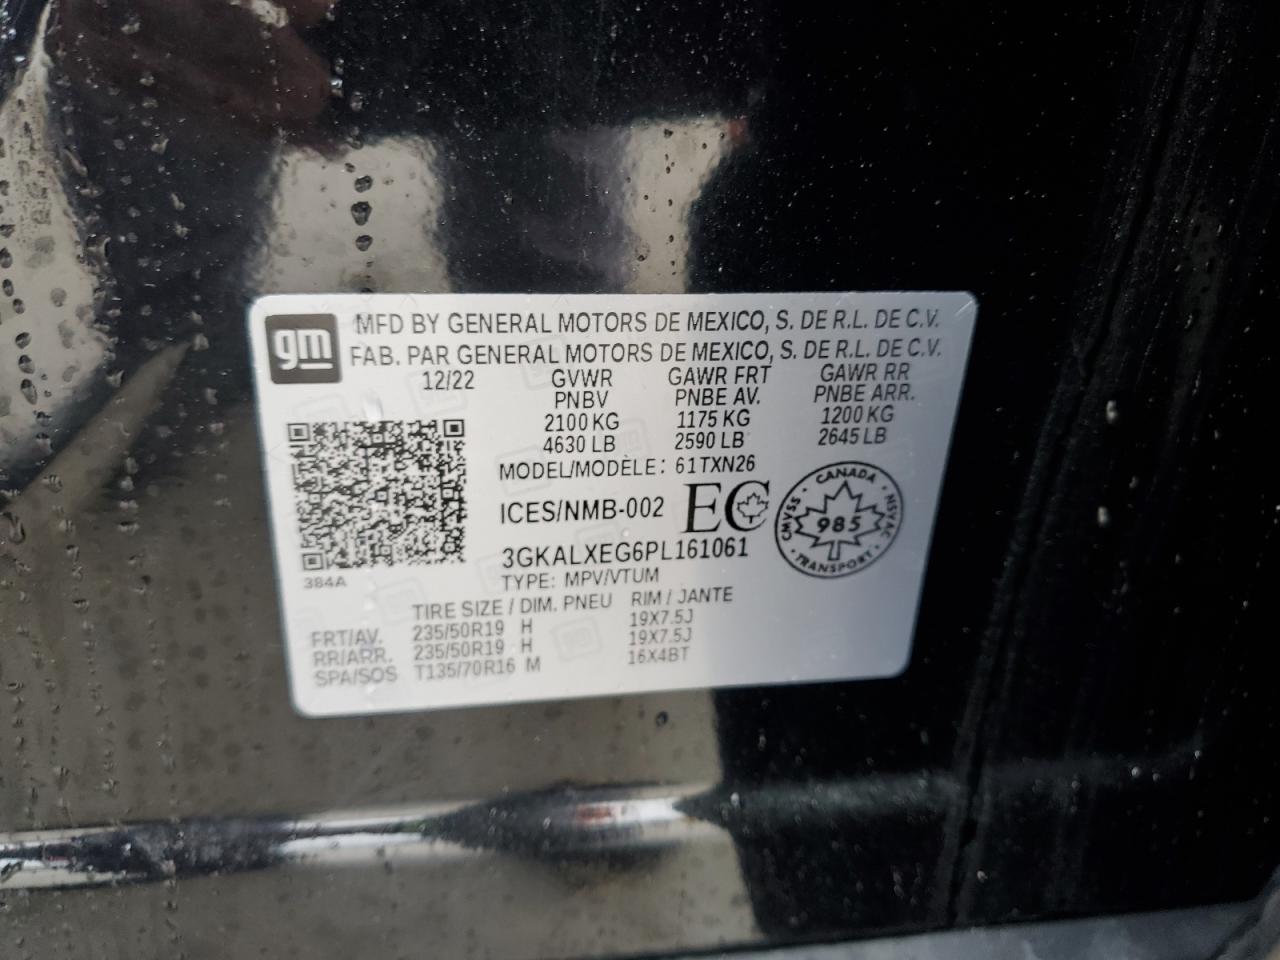 gm
MFD BY GENERAL MOTORS DE MEXICO, S. DE R.L. DE C.V.
FAB. PAR GENERAL MOTORS DE MEXICO, S. DE R.L. DE C.V.
12/22 GVWR GAWR FRT GAWR RR
PNBV PNBE AV. PNBE ARR.
2100 KG 1175 KG 1200 KG
4630 LB 2590 LB 2645 LB
MODEL/MODÈLE: 61TXN26
ICES/NMB-002 EC
CANADA · NSVAC · TRANSPORT · CMVSS ·
985
3GKALXEG6PL161061
384A
TYPE: MPV/VTUM
TIRE SIZE / DIM. PNEU RIM / JANTE
FRT/AV. 235/50R19 H 19X7.5J
RR/ARR. 235/50R19 H 19X7.5J
SPA/SOS T135/70R16 M 16X4BT